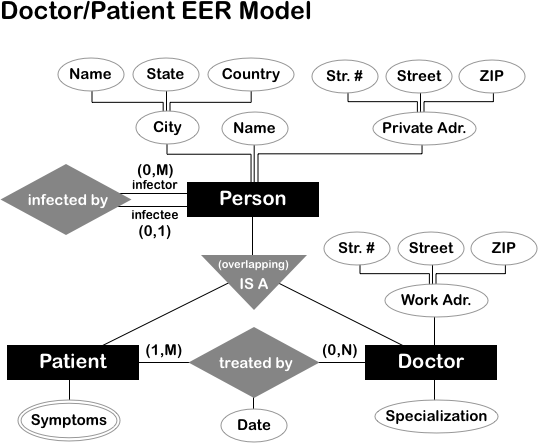 Doctor/Patient EER Model
Name
State
Country
Str. #
Street
ZIP
City
Name
Private Adr.
(0,M)
infector
infected by
Person
infectee
(0,1)
(overlapping)
IS A
Str. #
Street
ZIP
Work Adr.
Patient
(1,M)
treated by
(0,N)
Doctor
Symptoms
Date
Specialization